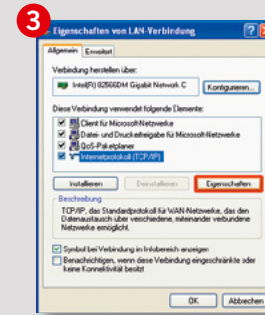 3
Eigenschaften von LAN-Verbindung
Allgemein Erweitert
Verbindung herstellen über:
Intel(R) 82566DM Gigabit Network C Konfigurieren...
Diese Verbindung verwendet folgende Elemente:
Client für Microsoft-Netzwerke
Datei- und Druckerfreigabe für Microsoft-Netzwerke
QoS-Paketplaner
Internetprotokoll (TCP/IP)
Installieren Deinstallieren Eigenschaften
Beschreibung
TCP/IP, das Standardprotokoll für WAN-Netzwerke, das den
Datenaustausch über verschiedene, miteinander verbundene
Netzwerke ermöglicht.
Symbol bei Verbindung in Infobereich anzeigen
Benachrichtigen, wenn diese Verbindung eingeschränkte oder
keine Konnektivität besitzt
OK Abbrechen